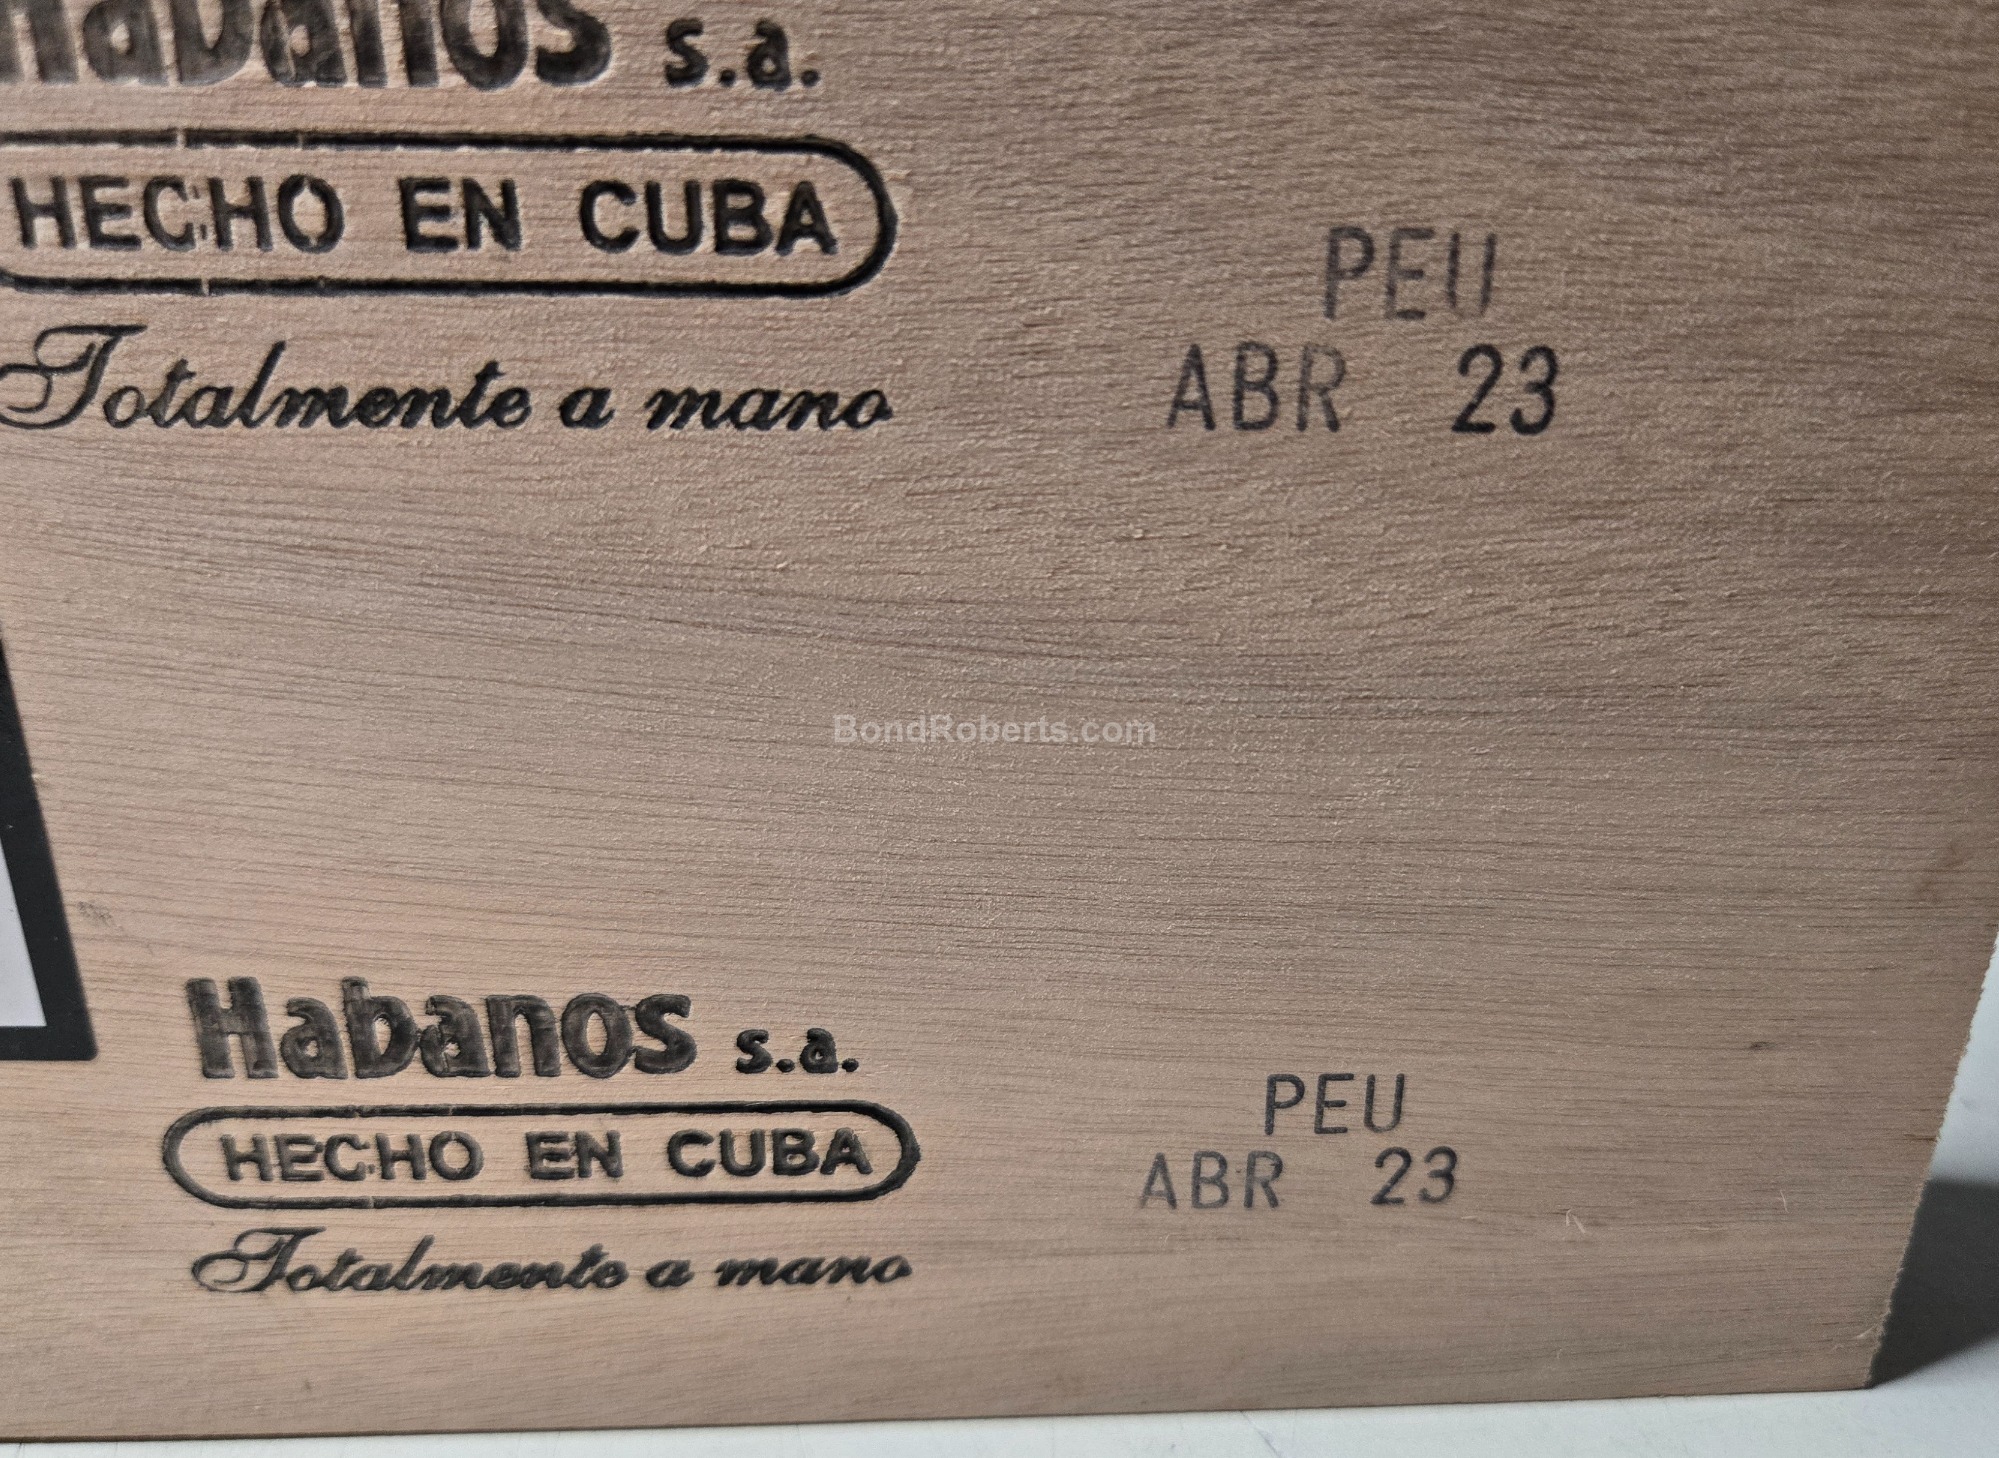 Habanos s.a.
HECHO EN CUBA
Totalmente a mano
PEU
ABR 23
BondRoberts.com
Habanos s.a.
HECHO EN CUBA
Totalmente a mano
PEU
ABR 23